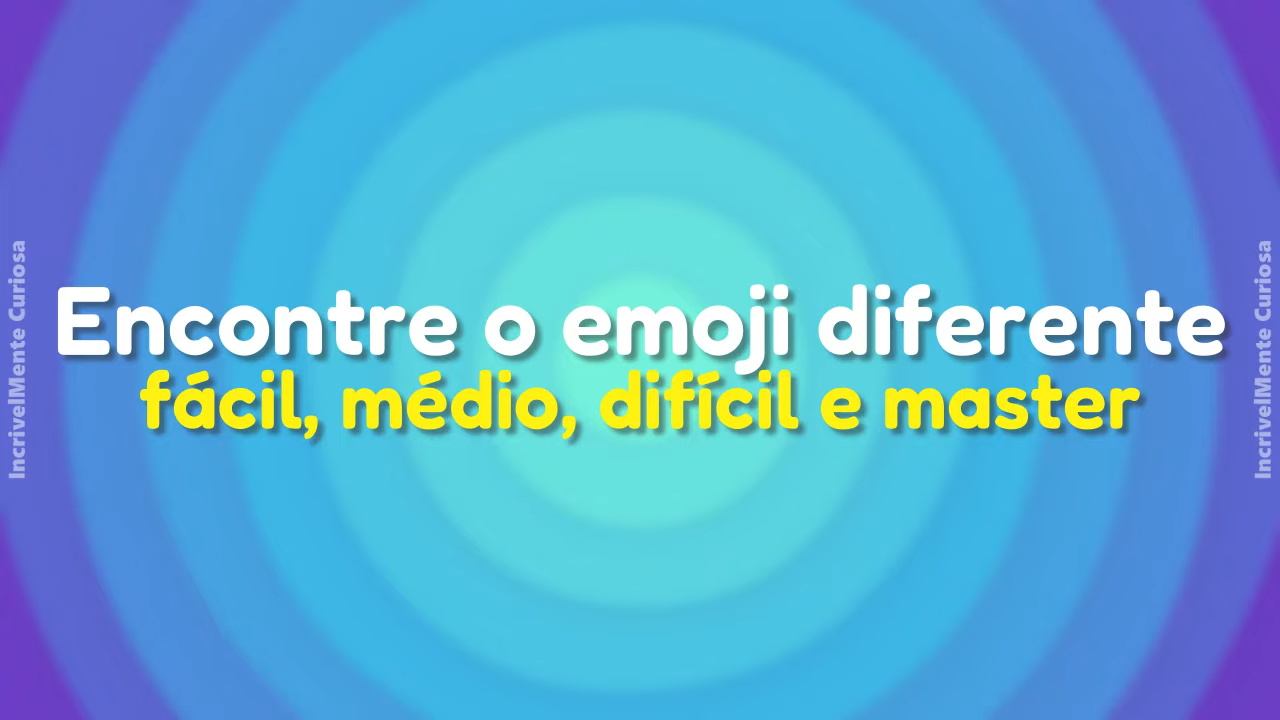 Encontre o emoji diferente
fácil, médio, difícil e master
IncrivelMente Curiosa
IncrivelMente Curiosa